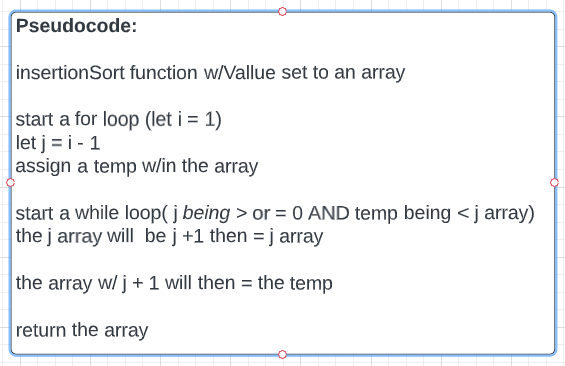 Pseudocode:
insertionSort function w/Vallue set to an array
start a for loop (let i = 1)
let j = i - 1
assign a temp w/in the array
start a while loop( j being > or = 0 AND temp being < j array)
the j array will  be j +1 then = j array
the array w/ j + 1 will then = the temp
return the array